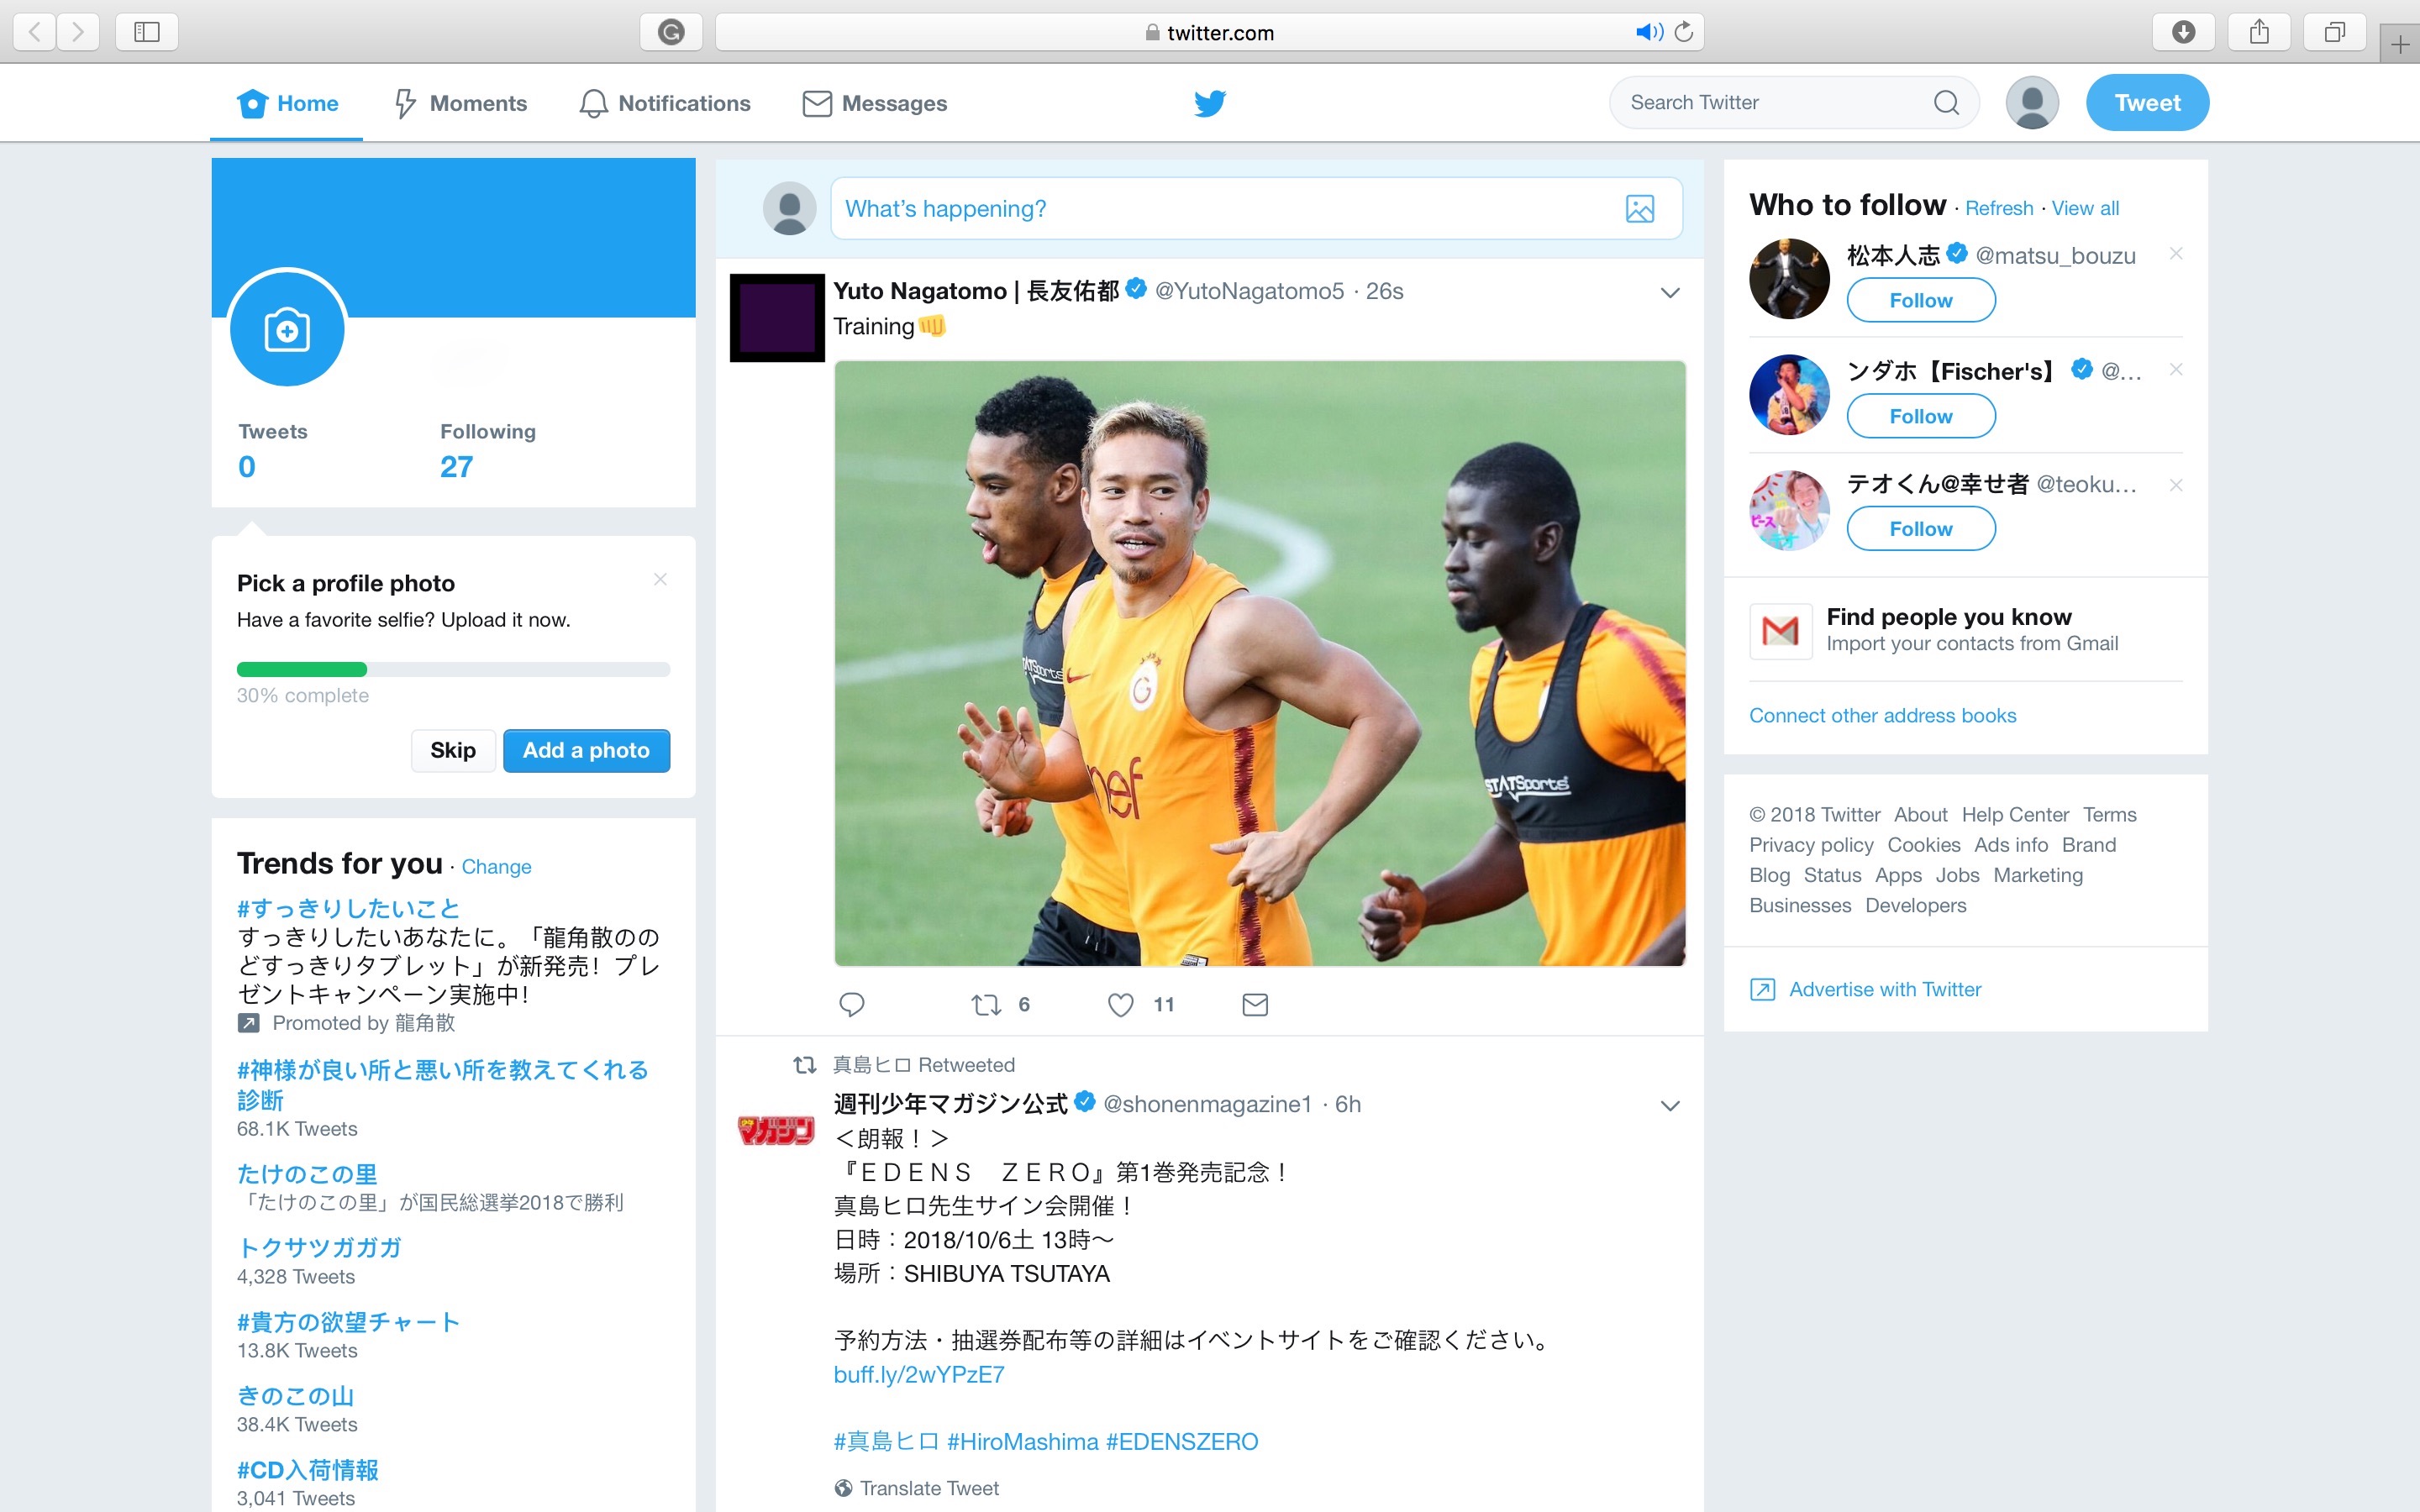 twitter.com
Home
Moments
Notifications
Messages
Search Twitter
Tweet
Tweets
0
Following
27
Pick a profile photo
Have a favorite selfie? Upload it now.
30% complete
Skip
Add a photo
Trends for you · Change
#すっきりしたいこと
すっきりしたいあなたに。「龍角散のの
どすっきりタブレット」が新発売！プレ
ゼントキャンペーン実施中！
Promoted by 龍角散
#神様が良い所と悪い所を教えてくれる
診断
68.1K Tweets
たけのこの里
「たけのこの里」が国民総選挙2018で勝利
トクサツガガガ
4,328 Tweets
#貴方の欲望チャート
13.8K Tweets
きのこの山
38.4K Tweets
#CD入荷情報
3,041 Tweets
What's happening?
Yuto Nagatomo | 長友佑都 @YutoNagatomo5 · 26s
Training
STATSports
nef
STATSports
6
11
真島ヒロ Retweeted
マガジン
週刊少年マガジン公式 @shonenmagazine1 · 6h
＜朗報！＞
『ＥＤＥＮＳ　ＺＥＲＯ』第1巻発売記念！
真島ヒロ先生サイン会開催！
日時：2018/10/6土 13時〜
場所：SHIBUYA TSUTAYA
予約方法・抽選券配布等の詳細はイベントサイトをご確認ください。
buff.ly/2wYPzE7
#真島ヒロ #HiroMashima #EDENSZERO
Translate Tweet
Who to follow · Refresh · View all
松本人志 @matsu_bouzu
Follow
ンダホ【Fischer's】 @…
Follow
テオくん@幸せ者 @teoku…
Follow
ピース
Find people you know
Import your contacts from Gmail
Connect other address books
© 2018 Twitter About Help Center Terms
Privacy policy Cookies Ads info Brand
Blog Status Apps Jobs Marketing
Businesses Developers
Advertise with Twitter